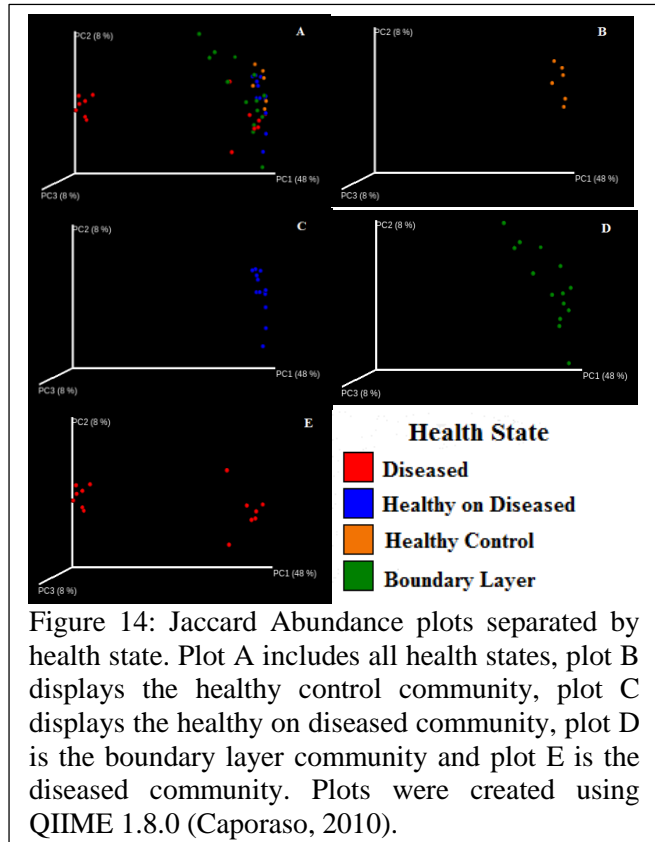 PC2 (8 %)
A
PC1 (48 %)
PC3 (8 %)
PC2 (8 %)
B
PC1 (48 %)
PC3 (8 %)
PC2 (8 %)
C
PC1 (48 %)
PC3 (8 %)
PC2 (8 %)
D
PC1 (48 %)
PC3 (8 %)
PC2 (8 %)
E
PC1 (48 %)
PC3 (8 %)
Health State
Diseased
Healthy on Diseased
Healthy Control
Boundary Layer
Figure 14: Jaccard Abundance plots separated by
health state. Plot A includes all health states, plot B
displays the healthy control community, plot C
displays the healthy on diseased community, plot D
is the boundary layer community and plot E is the
diseased community. Plots were created using
QIIME 1.8.0 (Caporaso, 2010).